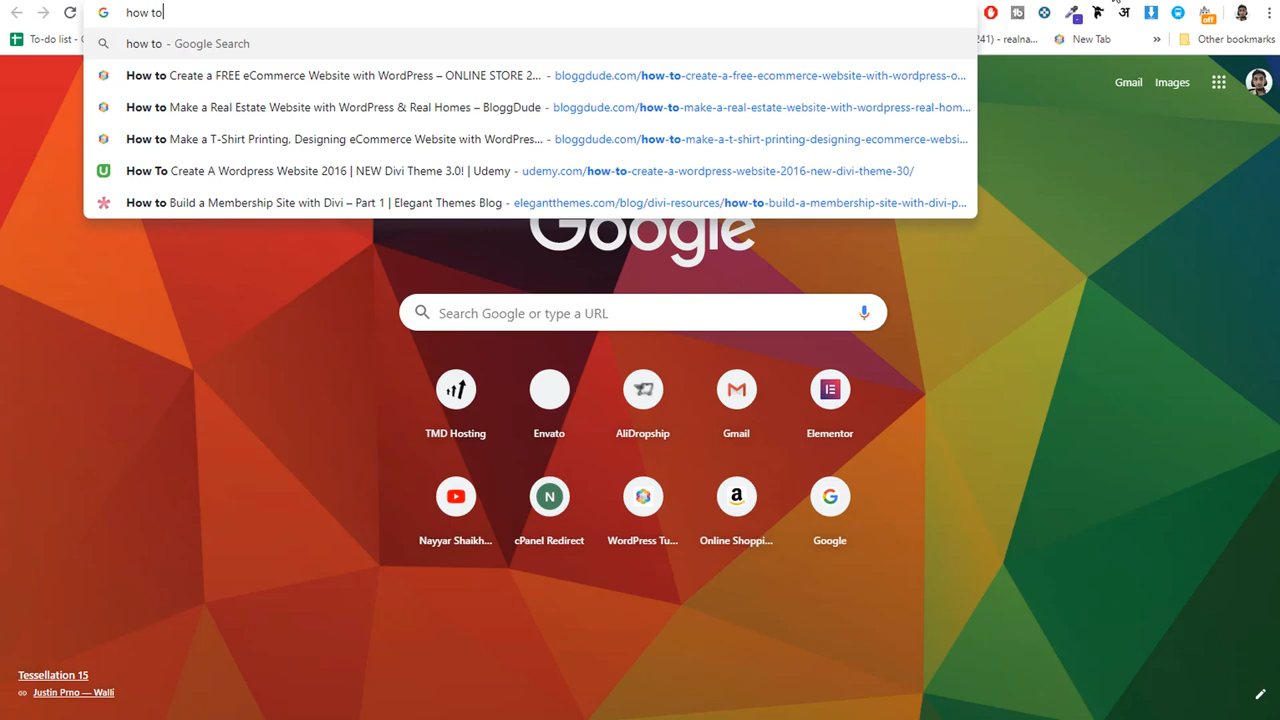 how to
how to - Google Search
How to Create a FREE eCommerce Website with WordPress – ONLINE STORE 2... - bloggdude.com/how-to-create-a-free-ecommerce-website-with-wordpress-o...
How to Make a Real Estate Website with WordPress & Real Homes – BloggDude - bloggdude.com/how-to-make-a-real-estate-website-with-wordpress-real-hom...
How to Make a T-Shirt Printing, Designing eCommerce Website with WordPres... - bloggdude.com/how-to-make-a-t-shirt-printing-designing-ecommerce-websi...
How To Create A Wordpress Website 2016 | NEW Divi Theme 3.0! | Udemy - udemy.com/how-to-create-a-wordpress-website-2016-new-divi-theme-30/
How to Build a Membership Site with Divi – Part 1 | Elegant Themes Blog - elegantthemes.com/blog/divi-resources/how-to-build-a-membership-site-with-divi-p...
अ
off
To-do list -
241) - realna...
New Tab
»
Other bookmarks
Gmail
Images
Google
Search Google or type a URL
TMD Hosting
Envato
AliDropship
Gmail
Elementor
N
Nayyar Shaikh...
cPanel Redirect
WordPress Tu...
Online Shoppi...
Google
Tessellation 15
Justin Prno — Walli